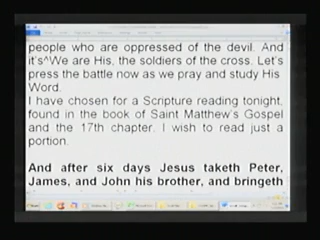 people who are oppressed of the devil. And
it's^We are His, the soldiers of the cross. Let's
press the battle now as we pray and study His
Word.
I have chosen for a Scripture reading tonight,
found in the book of Saint Matthew's Gospel
and the 17th chapter. I wish to read just a
portion.
And after six days Jesus taketh Peter,
James, and John his brother, and bringeth